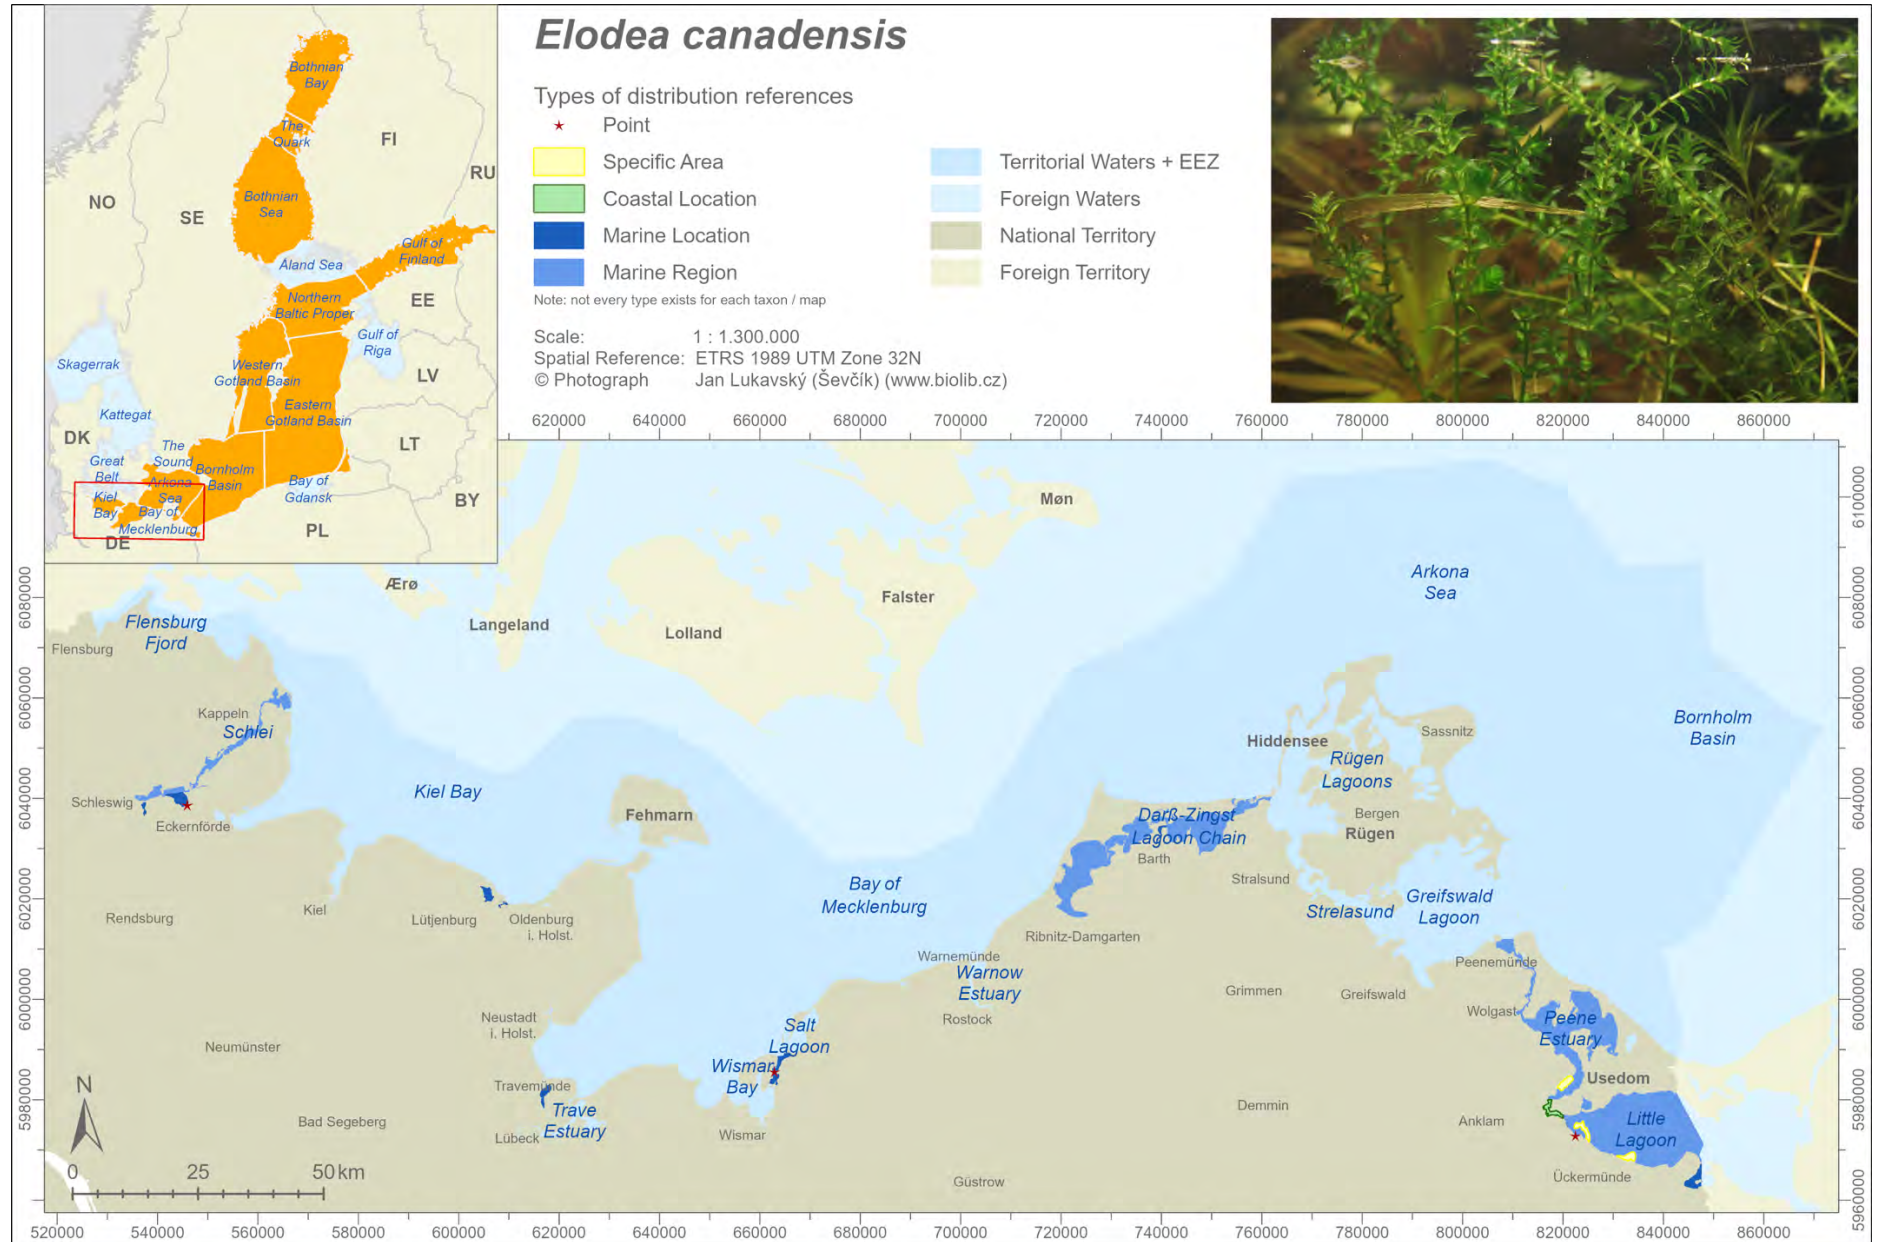 Elodea canadensis
Types of distribution references
Point
Specific Area
Coastal Location
Marine Location
Marine Region
Territorial Waters + EEZ
Foreign Waters
National Territory
Foreign Territory
Note: not every type exists for each taxon / map
Scale: 1 : 1.300.000
Spatial Reference: ETRS 1989 UTM Zone 32N
© Photograph Jan Lukavský (Ševčík) (www.biolib.cz)
Bothnian
Bay
The
Quark
FI
RU
NO
SE
Bothnian
Sea
Gulf of
Finland
Åland Sea
Northern
Baltic Proper
EE
Gulf of
Riga
Skagerrak
Western
Gotland Basin
LV
Kattegat
Eastern
Gotland Basin
DK
The
Sound
LT
Great
Belt
Bornholm
Basin
Arkona
Sea
Bay of
Gdansk
Kiel
Bay
Bay of
Mecklenburg
BY
PL
DE
620000 640000 660000 680000 700000 720000 740000 760000 780000 800000 820000 840000 860000
6100000
6080000
6060000
6040000
6020000
6000000
5980000
5960000
6080000
6060000
6040000
6020000
6000000
5980000
Møn
Ærø
Arkona
Sea
Falster
Langeland
Lolland
Flensburg
Fjord
Flensburg
Kappeln
Schlei
Bornholm
Basin
Sassnitz
Hiddensee
Rügen
Lagoons
Kiel Bay
Schleswig
Eckernförde
Fehmarn
Darß-Zingst
Lagoon Chain
Bergen
Rügen
Barth
Stralsund
Bay of
Mecklenburg
Greifswald
Lagoon
Strelasund
Rendsburg
Kiel
Lütjenburg
Oldenburg
i. Holst.
Ribnitz-Damgarten
Warnemünde
Warnow
Estuary
Peenemünde
Grimmen
Greifswald
Wolgast
Neustadt
i. Holst.
Rostock
Salt
Lagoon
Peene
Estuary
Neumünster
Wismar
Bay
Usedom
Travemünde
Trave
Estuary
Demmin
Anklam
Little
Lagoon
Bad Segeberg
Lübeck
Wismar
Güstrow
Ückermünde
N
0 25 50 km
520000 540000 560000 580000 600000 620000 640000 660000 680000 700000 720000 740000 760000 780000 800000 820000 840000 860000